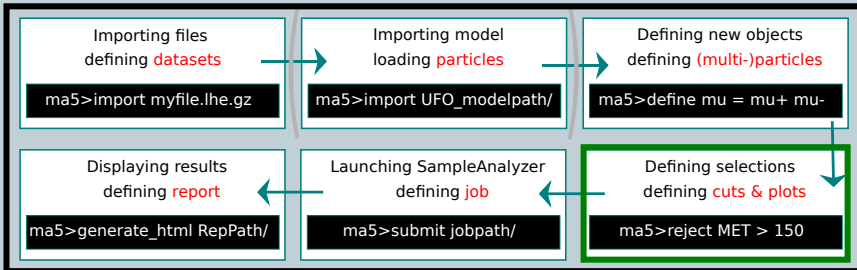 Importing files
defining datasets
ma5>import myfile.lhe.gz
Importing model
loading particles
ma5>import UFO_modelpath/
Defining new objects
defining (multi-)particles
ma5>define mu = mu+ mu-
Displaying results
defining report
ma5>generate_html RepPath/
Launching SampleAnalyzer
defining job
ma5>submit jobpath/
Defining selections
defining cuts & plots
ma5>reject MET > 150